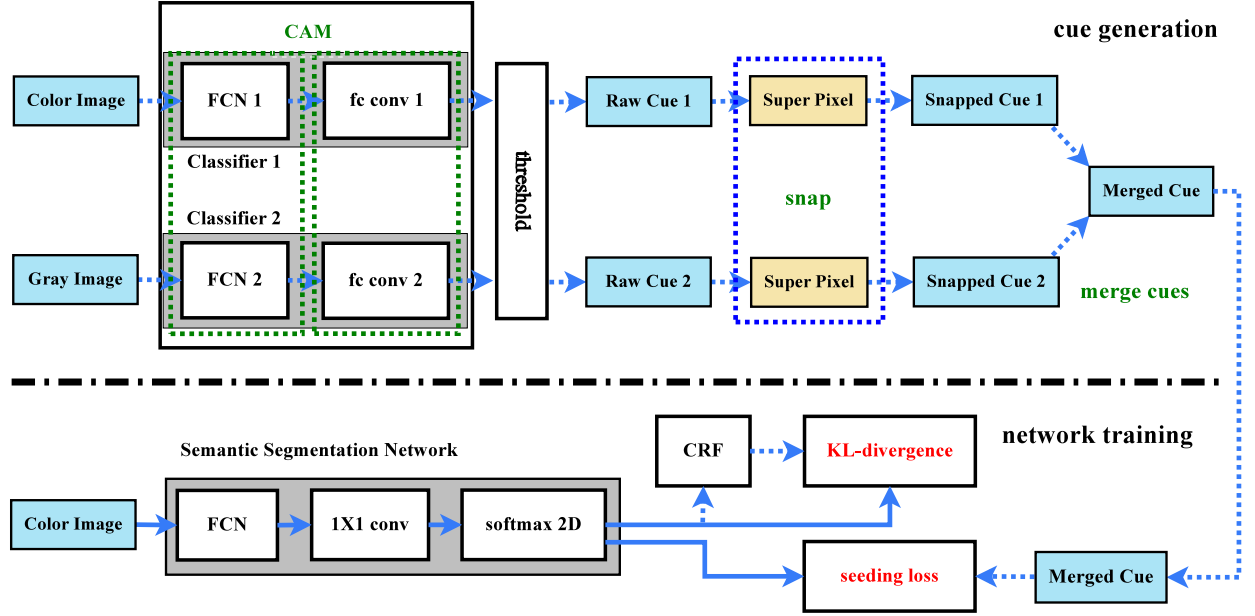 CAM
cue generation
Color Image
FCN 1
fc conv 1
Raw Cue 1
Super Pixel
Snapped Cue 1
Classifier 1
threshold
Merged Cue
snap
Classifier 2
Gray Image
FCN 2
fc conv 2
Raw Cue 2
Super Pixel
Snapped Cue 2
merge cues
network training
Semantic Segmentation Network
CRF
KL-divergence
Color Image
FCN
1X1 conv
softmax 2D
seeding loss
Merged Cue